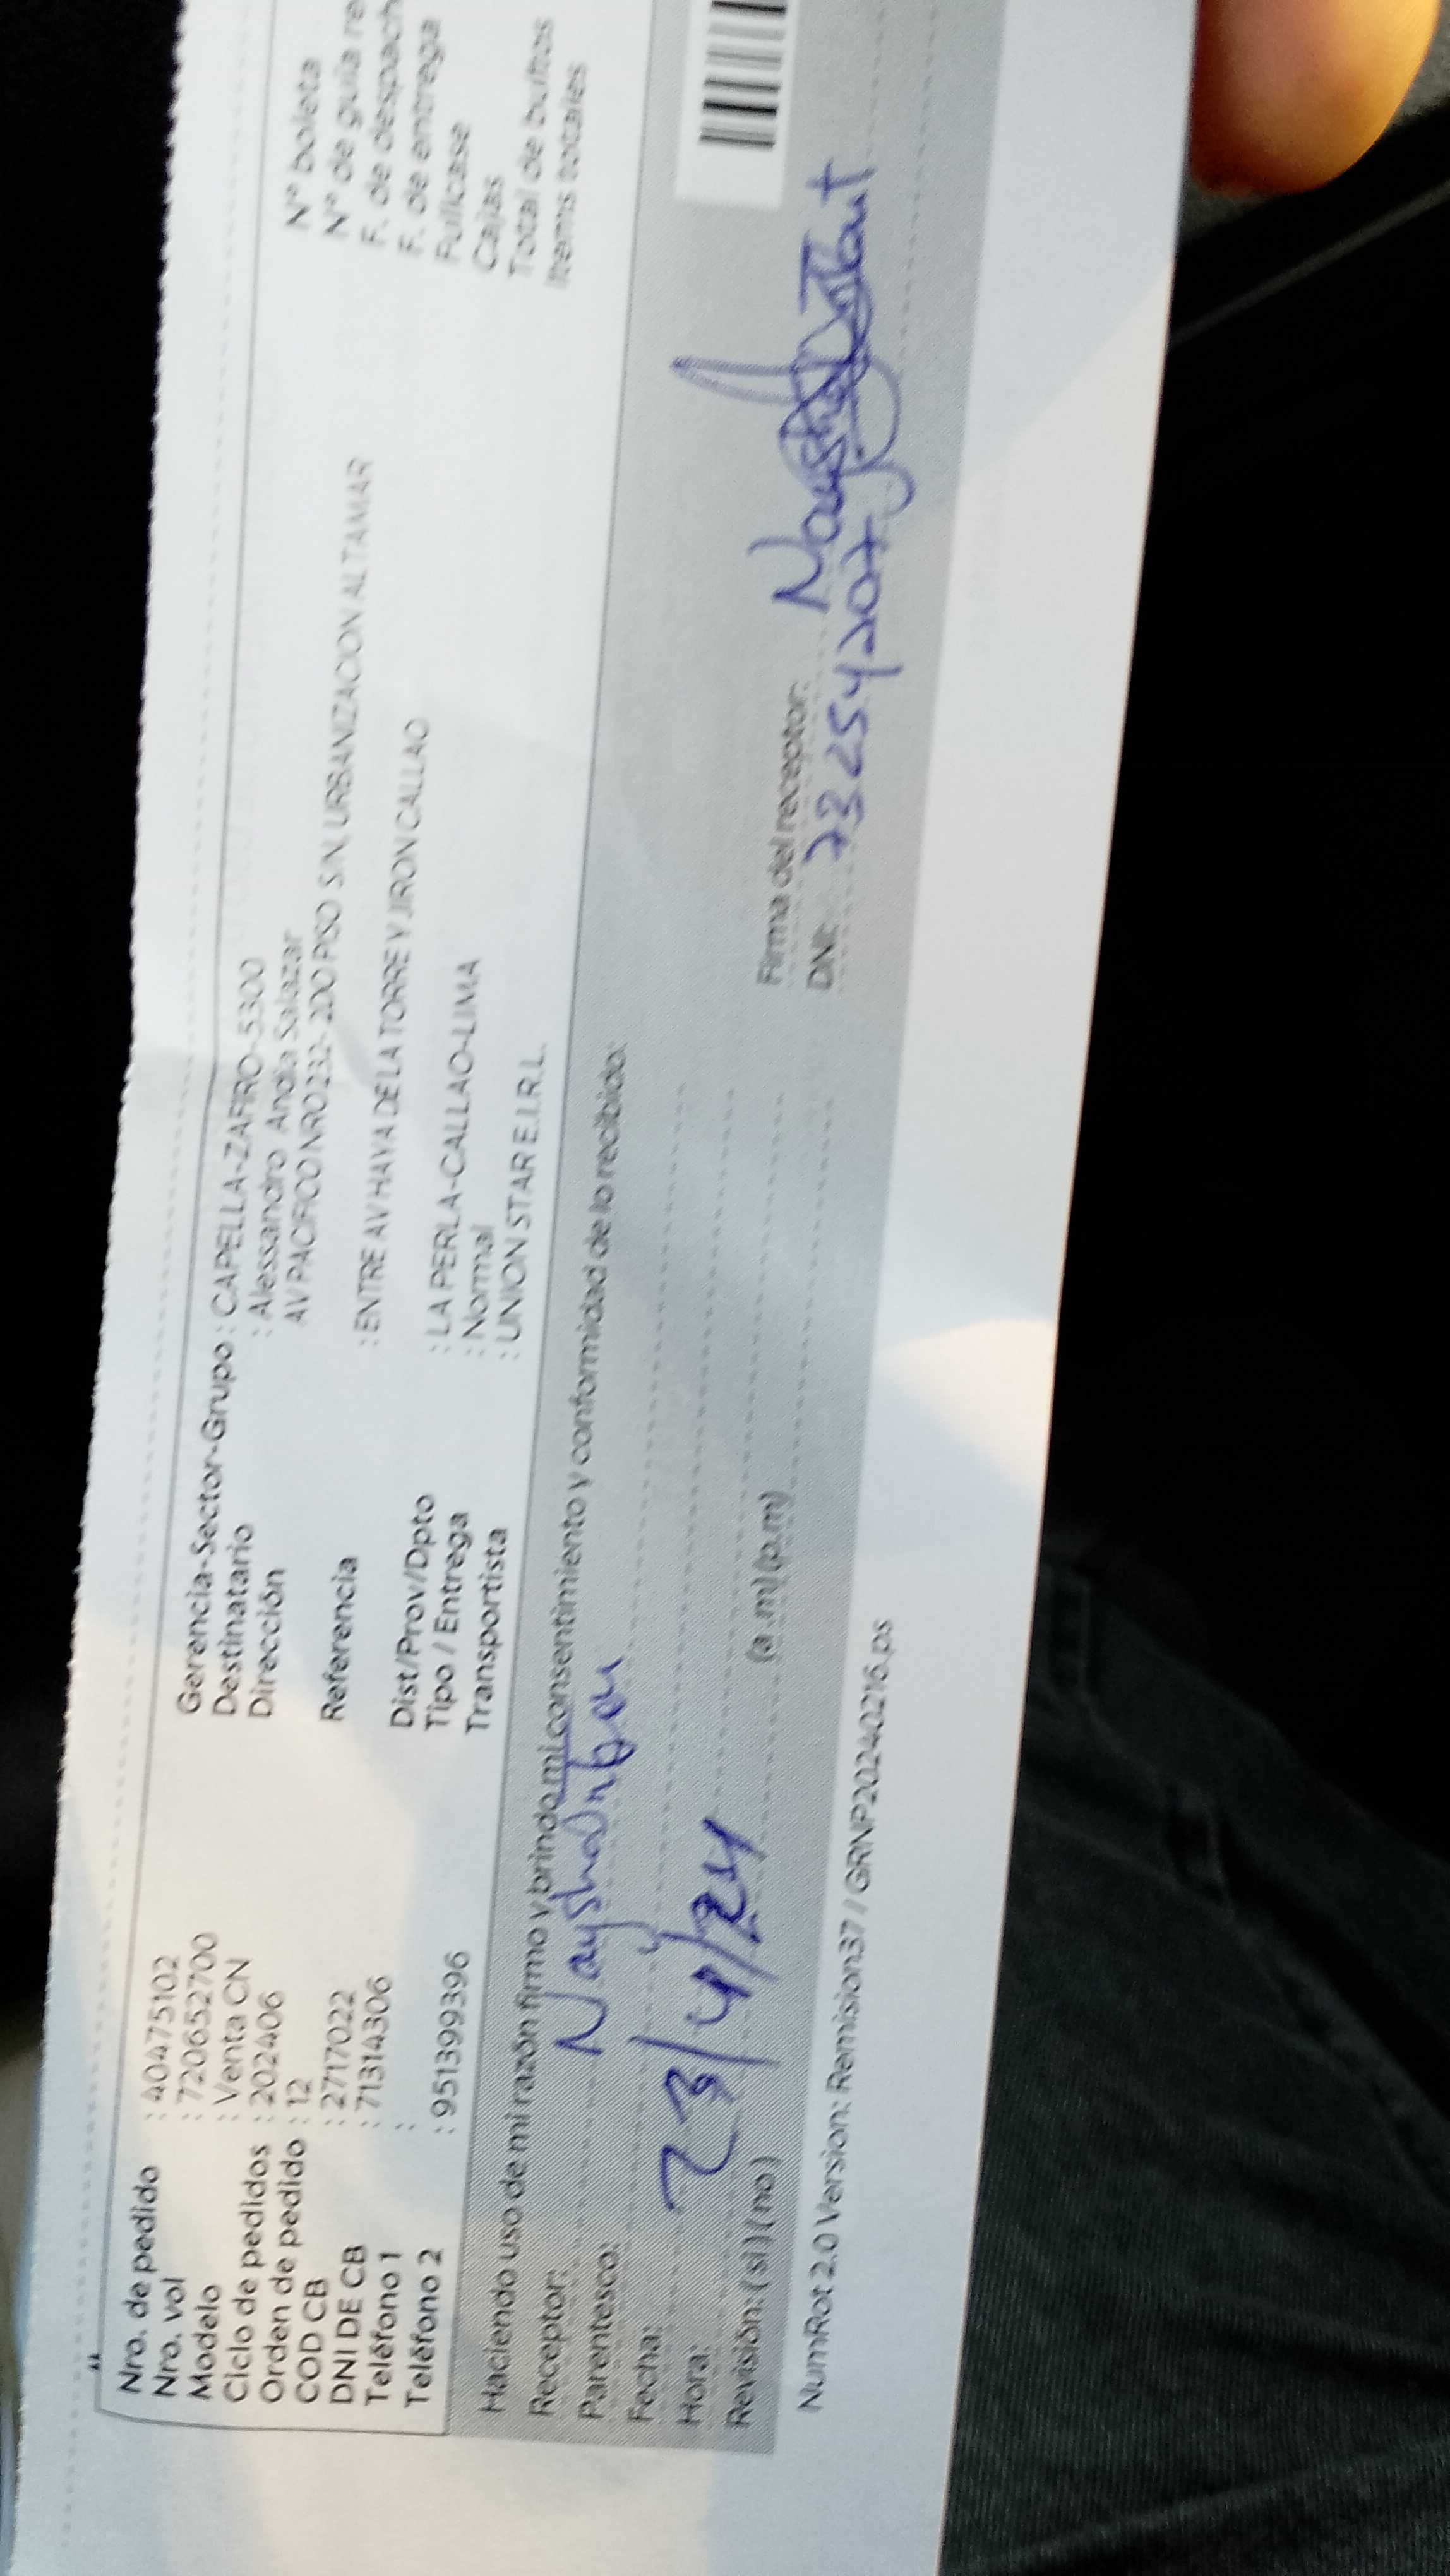 Nro. de pedido : 40475102
Nro. vol : 720652700
Modelo : Venta CN
Ciclo de pedidos : 202406
Orden de pedido : 12
COD CB : 2717022
DNI DE CB : 71314306
Teléfono 1 :
Teléfono 2 : 951399396
Gerencia-Sector-Grupo : CAPELLA-ZAFIRO-5300
Destinatario : Alessandro Andia Salazar
Dirección AV PACIFICO NRO 232- 2DO PISO S.N, URBANIZACION ALTAMAR
Referencia : ENTRE AV HAYA DE LA TORRE Y JIRON CALLAO
Dist/Prov/Dpto : LA PERLA-CALLAO-LIMA
Tipo / Entrega : Normal
Transportista : UNION STAR E.I.R.L.
N° boleta
N° de guía re
F. de despach
F. de entrega
Fullcase
Cajas
Total de bultos
Items totales
Haciendo uso de mi razón firmo y brindo mi consentimiento y conformidad de lo recibido:
Receptor:
Parentesco:
Fecha: 23/4/24
Hora: (a.m)(p.m)
Revisión: (si) (no)
Firma del receptor:
DNI: 73254207
NumRot 2.0 Version: Remision37 / GRNP20240216.ps